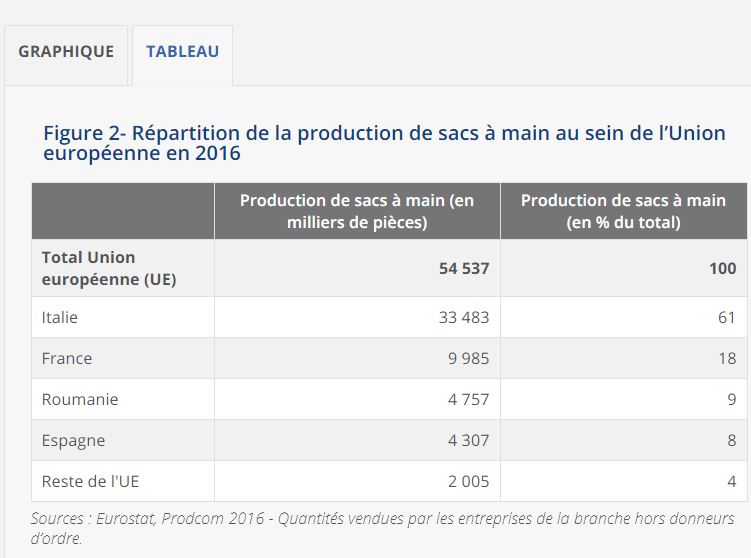 GRAPHIQUE TABLEAU
Figure 2- Répartition de la production de sacs à main au sein de l’Union
européenne en 2016
Production de sacs à main (en
milliers de pièces)
Production de sacs à main
(en % du total)
Total Union
européenne (UE)
54 537 100
Italie 33 483 61
France 9 985 18
Roumanie 4 757 9
Espagne 4 307 8
Reste de l'UE 2 005 4
Sources : Eurostat, Prodcom 2016 - Quantités vendues par les entreprises de la branche hors donneurs
d’ordre.